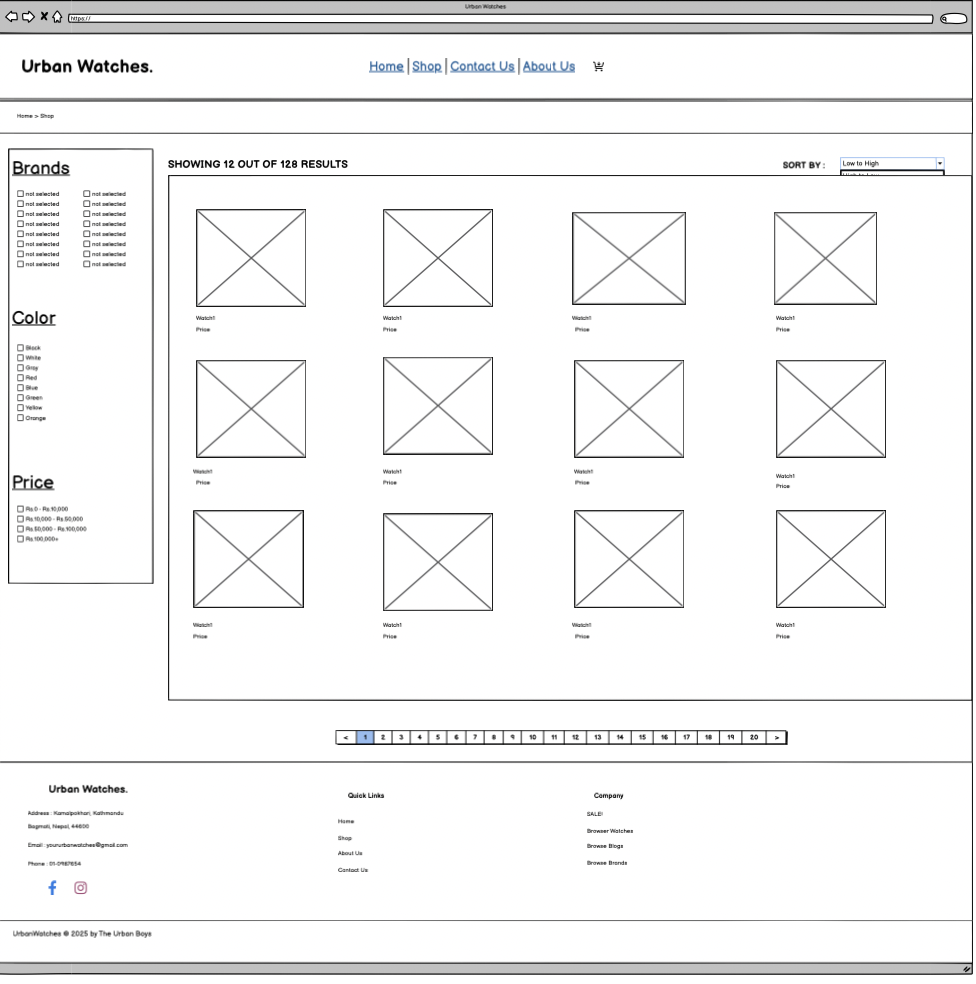 Urban Watches
https://
Urban Watches.
Home Shop Contact Us About Us
Home > Shop
Brands
not selected not selected
not selected not selected
not selected not selected
not selected not selected
not selected not selected
not selected not selected
not selected not selected
not selected not selected
Color
Black
White
Gray
Red
Blue
Green
Yellow
Orange
Price
Rs.0 - Rs.10,000
Rs.10,000 - Rs.50,000
Rs.50,000 - Rs.100,000
Rs.100,000+
SHOWING 12 OUT OF 128 RESULTS
SORT BY : Low to High
Watch1 Watch1 Watch1 Watch1
Price Price Price Price
Watch1 Watch1 Watch1 Watch1
Price Price Price Price
Watch1 Watch1 Watch1 Watch1
Price Price Price Price
< 1 2 3 4 5 6 7 8 9 10 11 12 13 14 15 16 17 18 19 20 >
Urban Watches.
Address : Kamalpokhari, Kathmandu
Bagmati, Nepal, 44600
Email : yoururbanwatches@gmail.com
Phone : 01-0987654
Quick Links
Home
Shop
About Us
Contact Us
Company
SALE!
Browser Watches
Browse Blogs
Browse Brands
UrbanWatches © 2025 by The Urban Boys